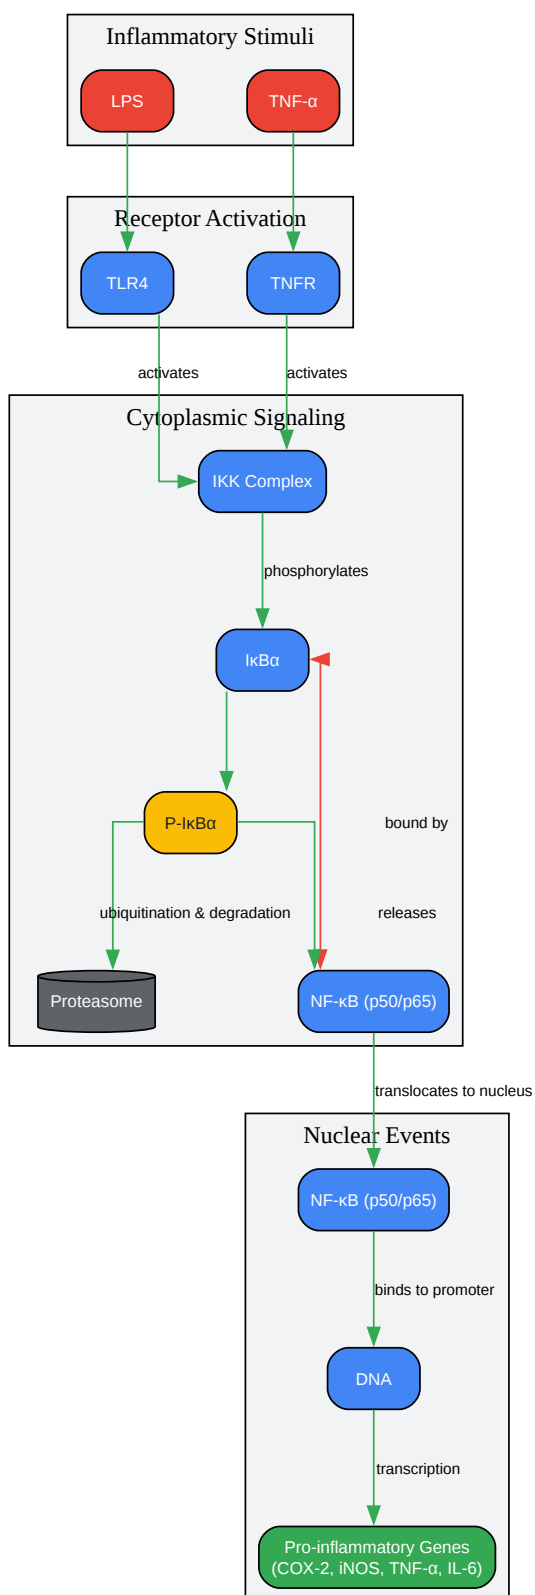 Inflammatory Stimuli
LPS
TNF-α
Receptor Activation
TLR4
TNFR
activates
activates
Cytoplasmic Signaling
IKK Complex
phosphorylates
IκBα
P-IκBα
bound by
ubiquitination & degradation
releases
Proteasome
NF-κB (p50/p65)
translocates to nucleus
Nuclear Events
NF-κB (p50/p65)
binds to promoter
DNA
transcription
Pro-inflammatory Genes
(COX-2, iNOS, TNF-α, IL-6)